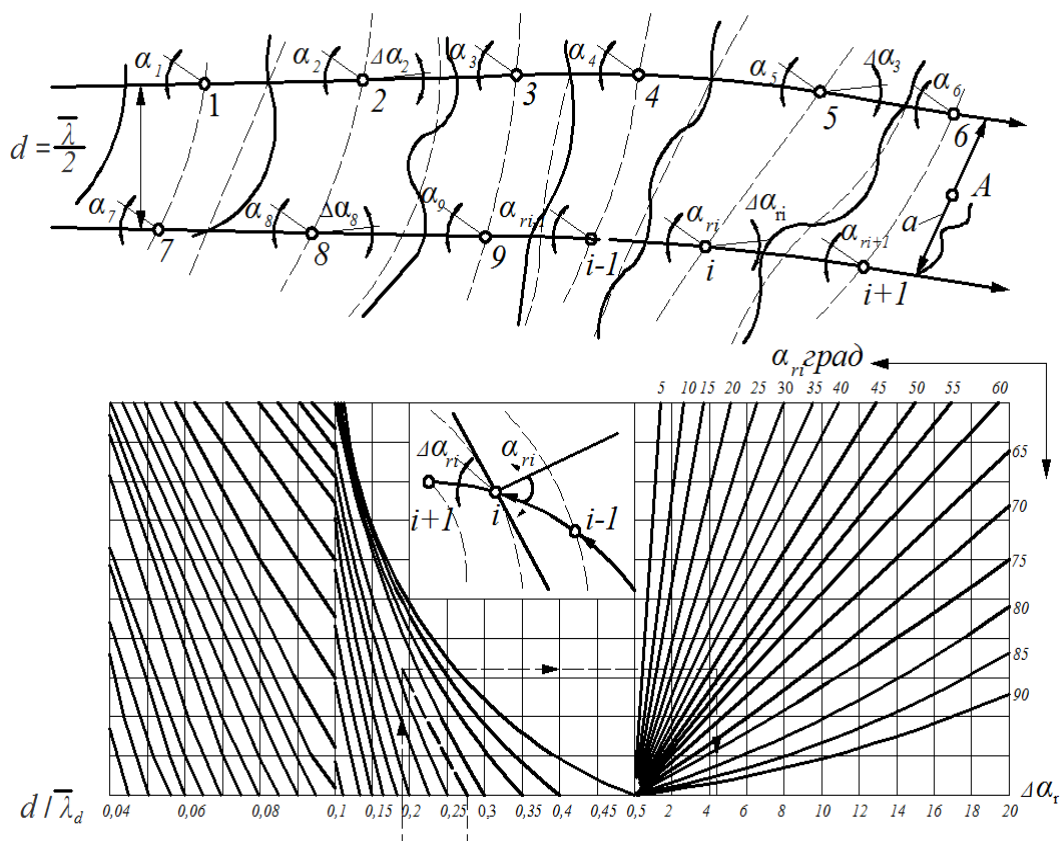 α₁ α₂ Δα₂ α₃ α₄ α₅ Δα₃ α₆
1 2 3 4 5 6
d = λ̅/2
A
a
α₇ α₈ Δα₈ α₉ αri-1 αri Δαri αri+1
7 8 9 i-1 i i+1
αri град
5 10 15 20 25 30 35 40 45 50 55 60
65
70
75
80
85
90
Δαri αri
i+1 i i-1
d / λ̅d
0,04 0,06 0,08 0,1 0,15 0,2 0,25 0,3 0,35 0,4 0,45 0,5 2 4 6 8 10 12 14 16 18 20
Δαr